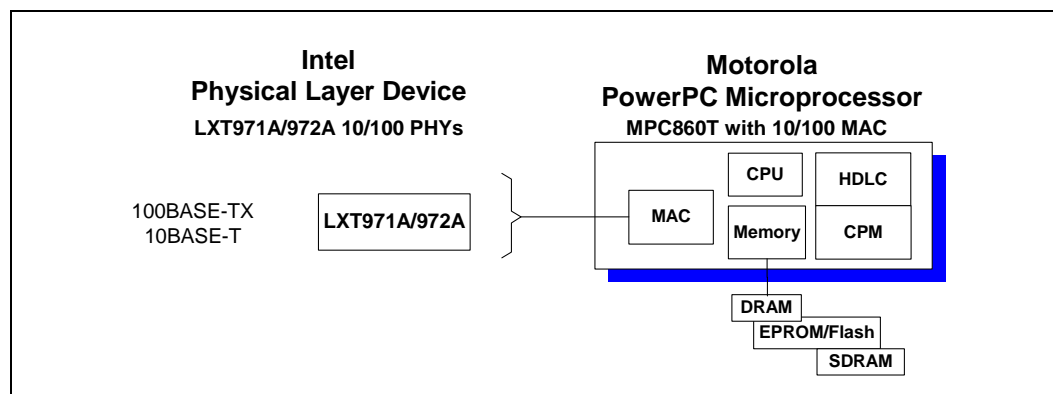 Intel
Physical Layer Device
LXT971A/972A 10/100 PHYs
100BASE-TX
10BASE-T
LXT971A/972A
Motorola
PowerPC Microprocessor
MPC860T with 10/100 MAC
MAC
CPU
Memory
HDLC
CPM
DRAM
EPROM/Flash
SDRAM